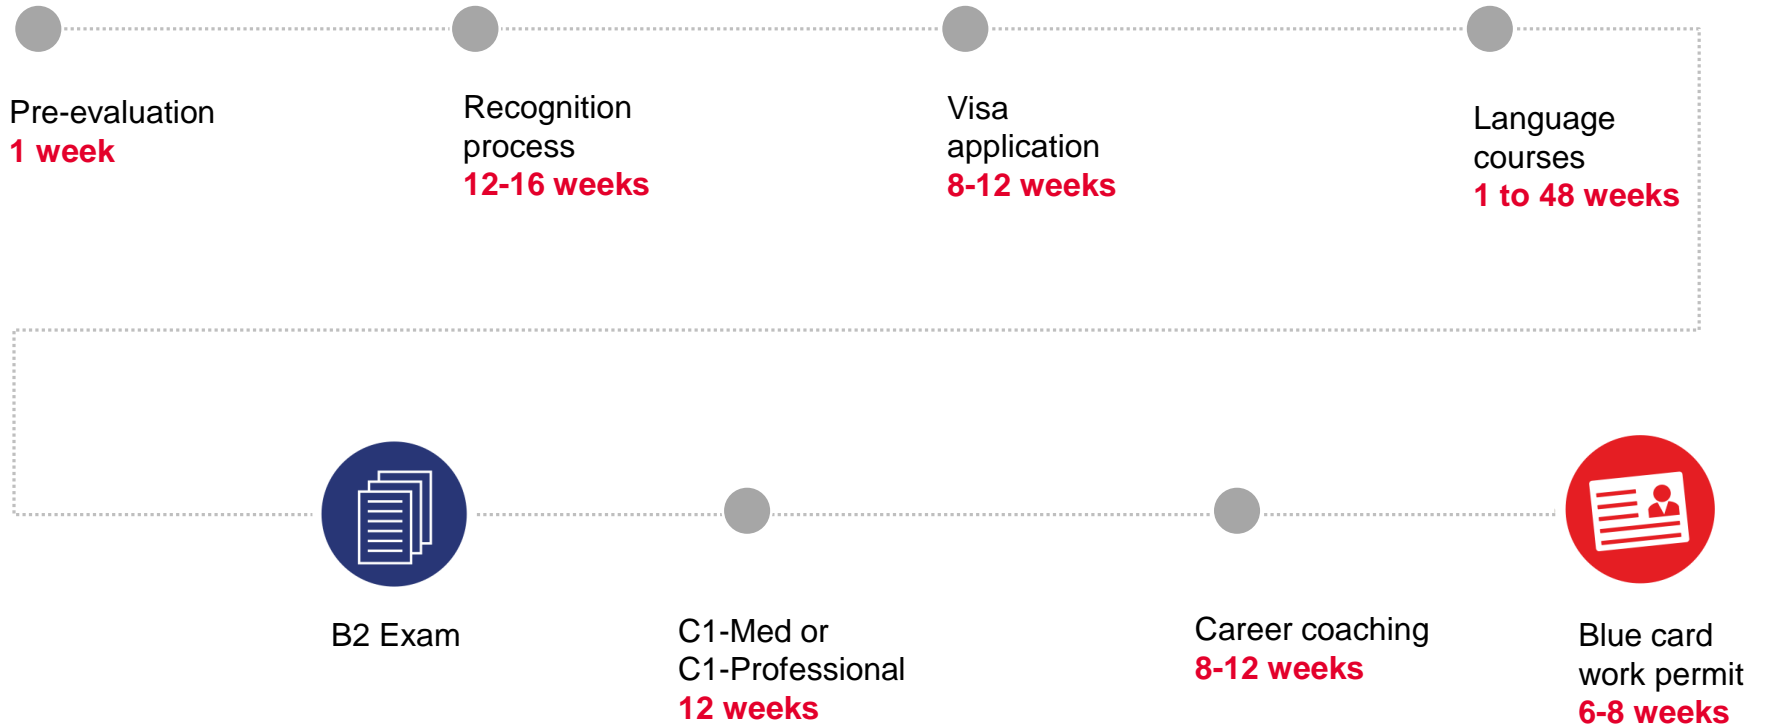 Pre-evaluation
1 week
Recognition
process
12-16 weeks
Visa
application
8-12 weeks
Language
courses
1 to 48 weeks
B2 Exam
C1-Med or
C1-Professional
12 weeks
Career coaching
8-12 weeks
Blue card
work permit
6-8 weeks